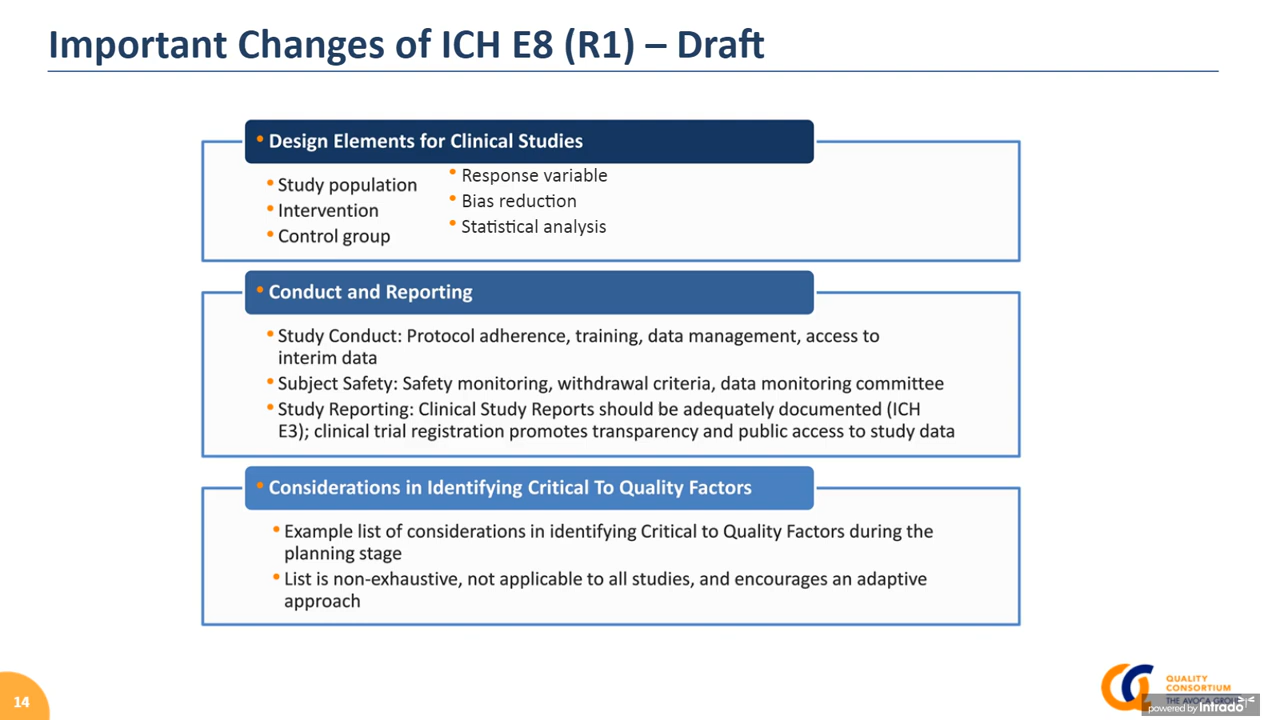 Important Changes of ICH E8 (R1) – Draft
• Design Elements for Clinical Studies
• Study population
• Intervention
• Control group
• Response variable
• Bias reduction
• Statistical analysis
• Conduct and Reporting
• Study Conduct: Protocol adherence, training, data management, access to
interim data
• Subject Safety: Safety monitoring, withdrawal criteria, data monitoring committee
• Study Reporting: Clinical Study Reports should be adequately documented (ICH
E3); clinical trial registration promotes transparency and public access to study data
• Considerations in Identifying Critical To Quality Factors
• Example list of considerations in identifying Critical to Quality Factors during the
planning stage
• List is non-exhaustive, not applicable to all studies, and encourages an adaptive
approach
14
QUALITY
CONSORTIUM
THE AVOCA GROUP
powered by intrado